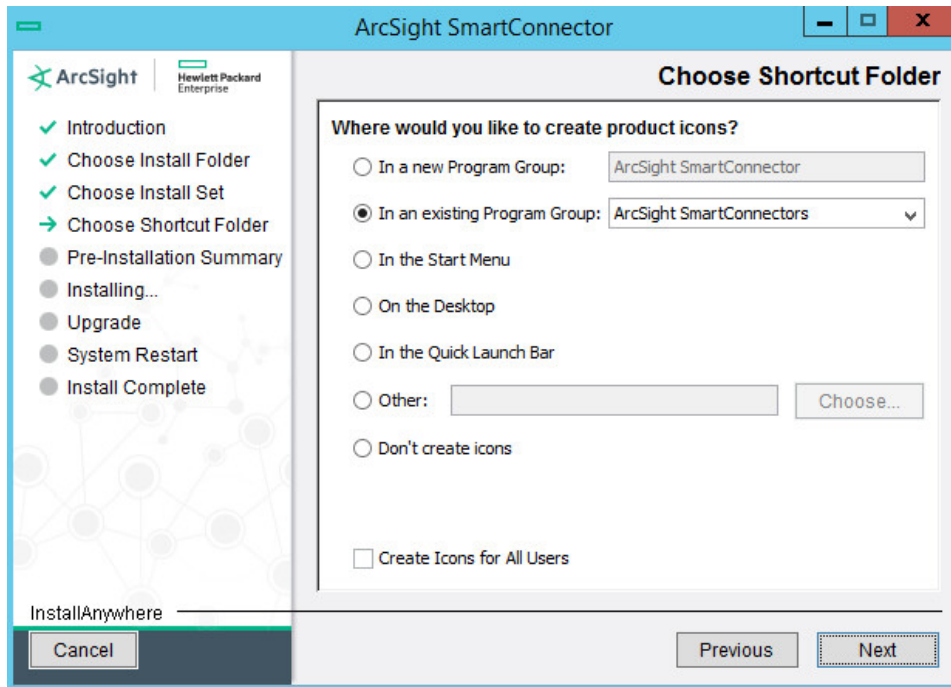 ArcSight SmartConnector
ArcSight
Hewlett Packard
Enterprise
Choose Shortcut Folder
Introduction
Choose Install Folder
Choose Install Set
Choose Shortcut Folder
Pre-Installation Summary
Installing...
Upgrade
System Restart
Install Complete
Where would you like to create product icons?
In a new Program Group: ArcSight SmartConnector
In an existing Program Group: ArcSight SmartConnectors
In the Start Menu
On the Desktop
In the Quick Launch Bar
Other: Choose...
Don't create icons
Create Icons for All Users
InstallAnywhere
Cancel Previous Next